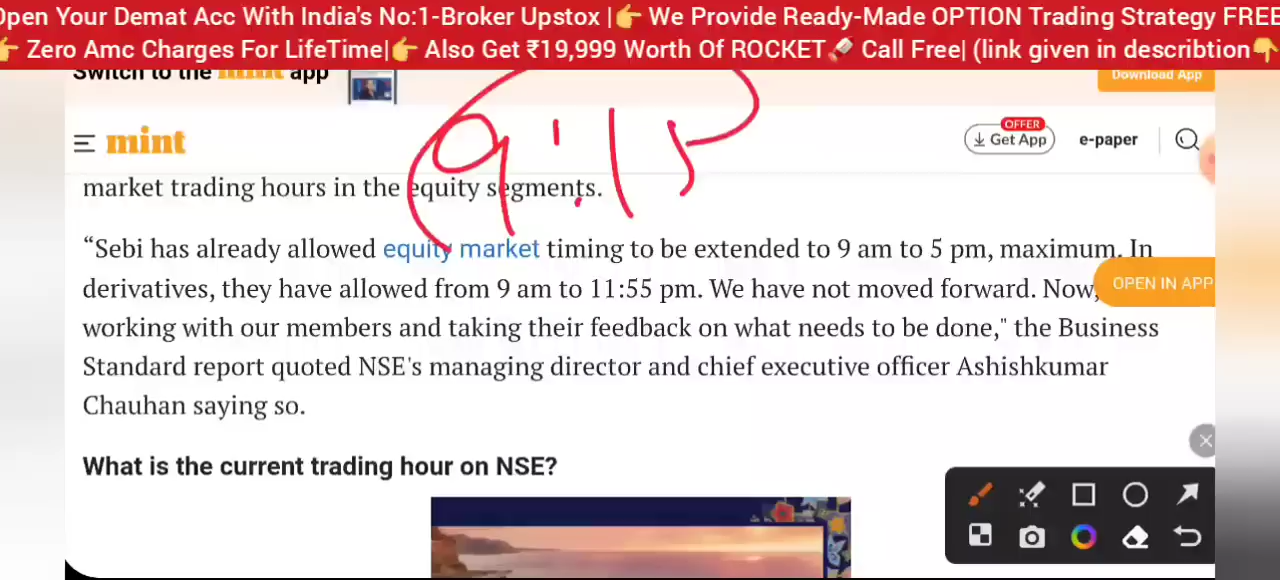 Open Your Demat Acc With India's No:1-Broker Upstox |👉 We Provide Ready-Made OPTION Trading Strategy FREE
👉 Zero Amc Charges For LifeTime|👉 Also Get ₹19,999 Worth Of ROCKET🚀 Call Free| (link given in describtion👇
Switch to the mint app
Download App
mint
OFFER
Get App
e-paper
9:15
market trading hours in the equity segments.
“Sebi has already allowed equity market timing to be extended to 9 am to 5 pm, maximum. In
derivatives, they have allowed from 9 am to 11:55 pm. We have not moved forward. Now,
OPEN IN APP
working with our members and taking their feedback on what needs to be done," the Business
Standard report quoted NSE's managing director and chief executive officer Ashishkumar
Chauhan saying so.
What is the current trading hour on NSE?